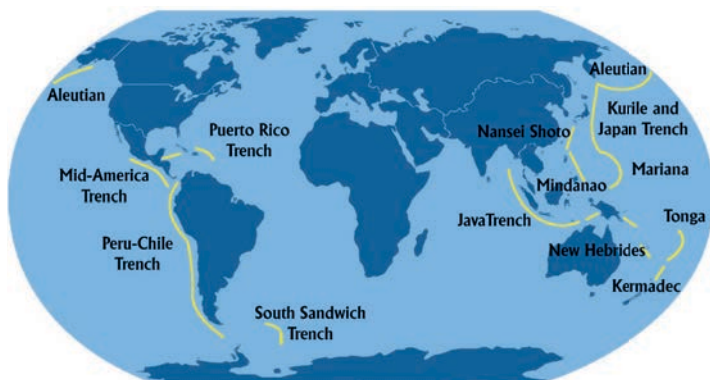 Aleutian
Aleutian
Kurile and
Japan Trench
Puerto Rico
Trench
Nansei Shoto
Mid-America
Trench
Mindanao
Mariana
JavaTrench
Tonga
Peru-Chile
Trench
New Hebrides
Kermadec
South Sandwich
Trench